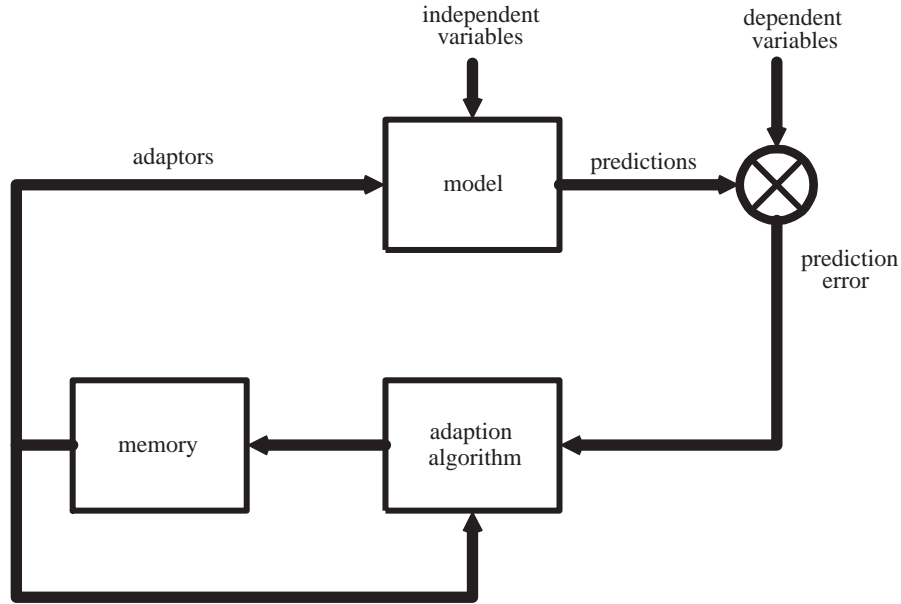 independent
variables
dependent
variables
adaptors
model
predictions
prediction
error
memory
adaption
algorithm